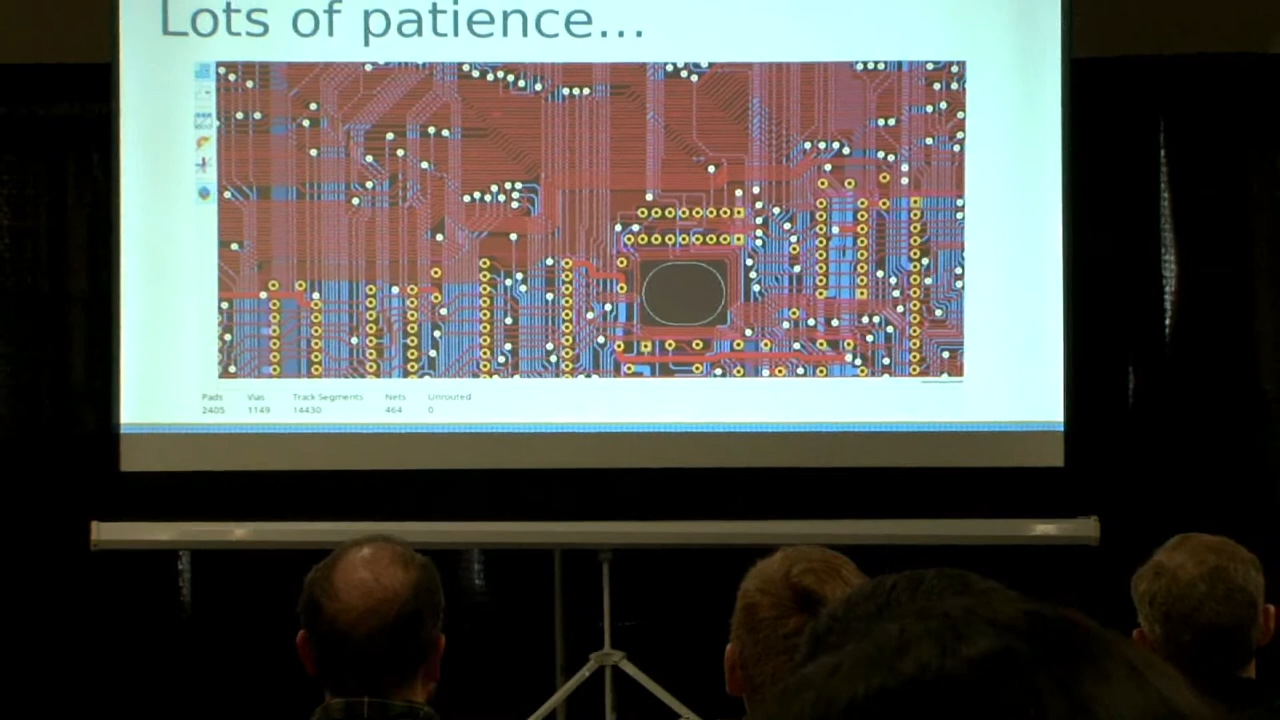 Lots of patience...
Pads Vias Track Segments Nets Unrouted
2405 1149 14430 464 0